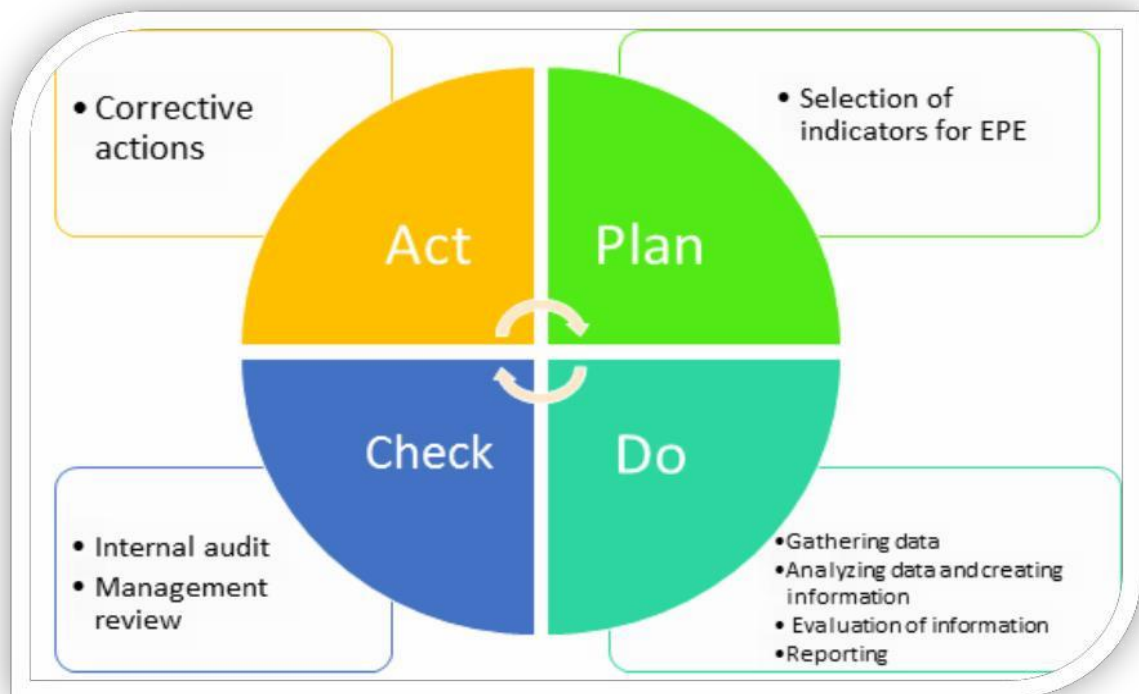 • Corrective
actions
• Selection of
indicators for EPE
Act
Plan
Check
Do
• Internal audit
• Management
review
•Gathering data
•Analyzing data and creating
information
• Evaluation of information
•Reporting